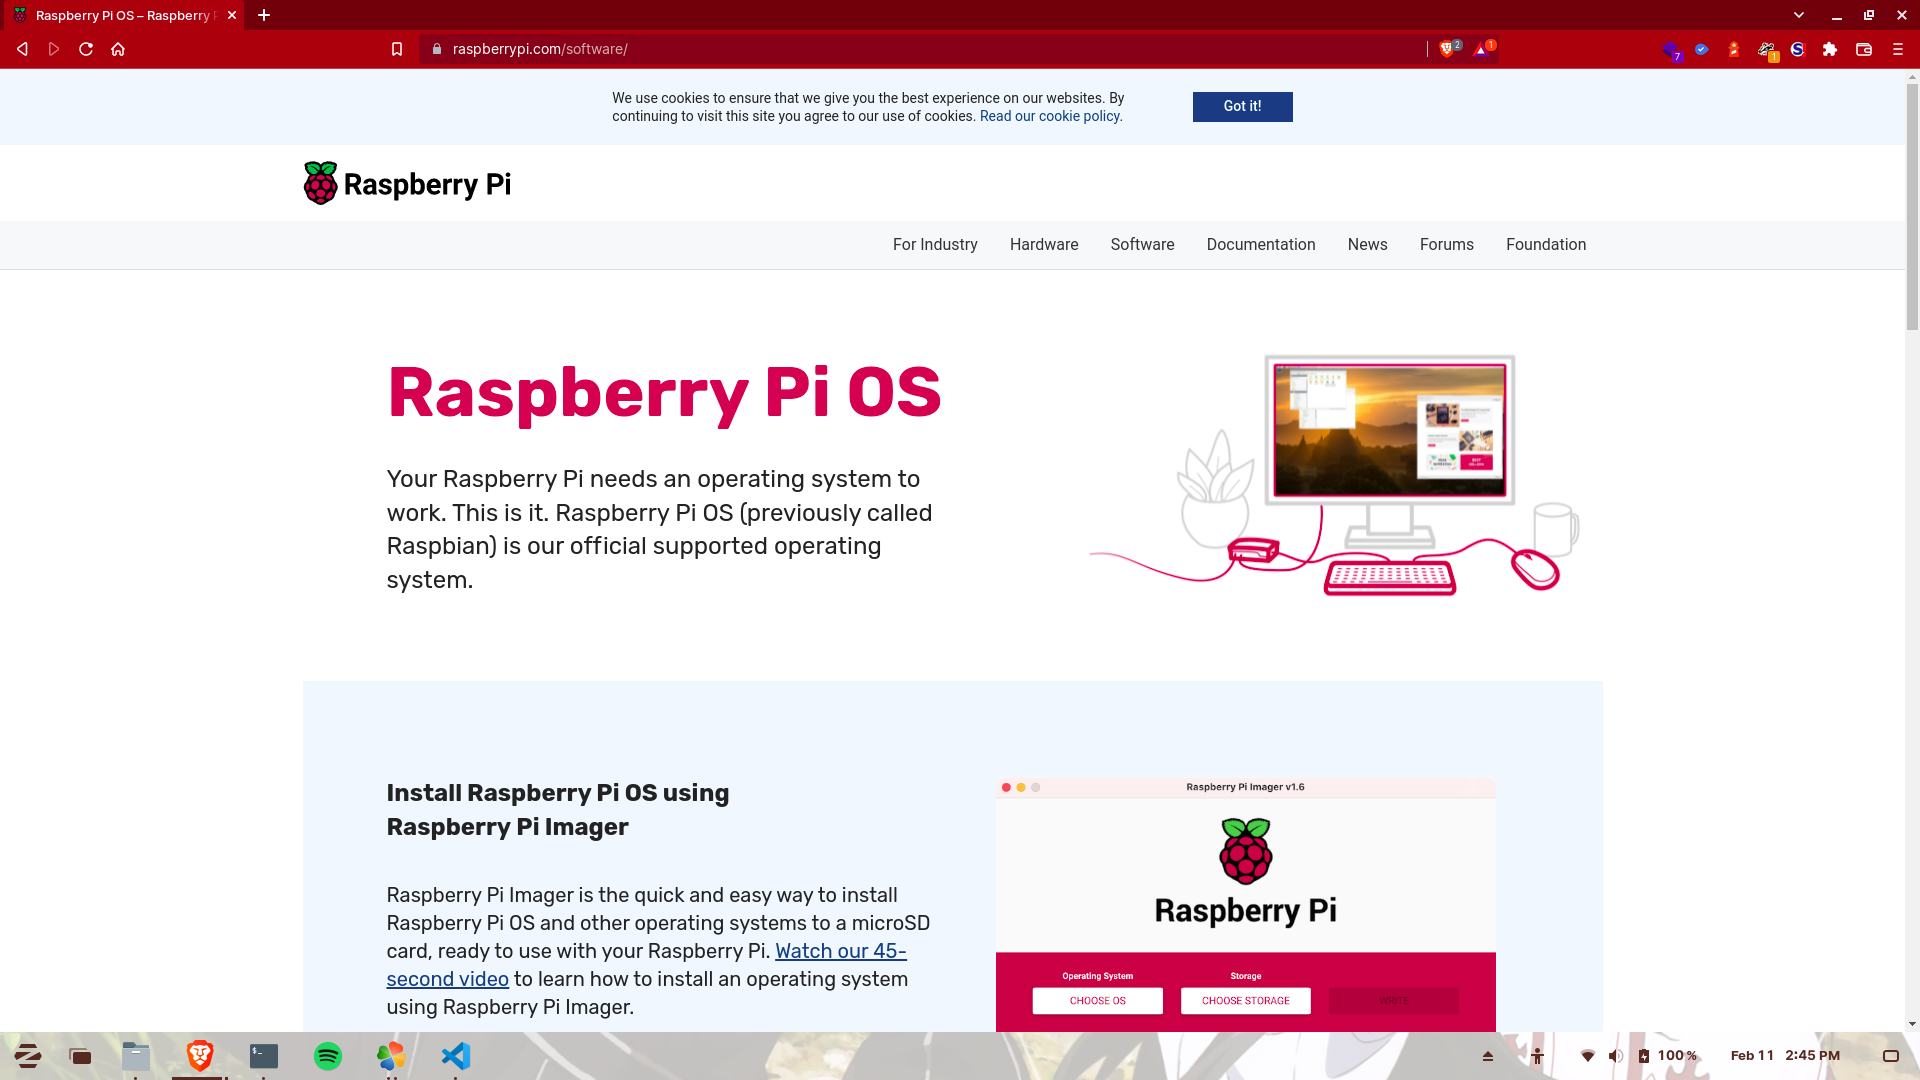 Raspberry Pi OS – Raspberry P
raspberrypi.com/software/
2
1
7
1
We use cookies to ensure that we give you the best experience on our websites. By
continuing to visit this site you agree to our use of cookies. Read our cookie policy.
Got it!
Raspberry Pi
For Industry
Hardware
Software
Documentation
News
Forums
Foundation
Raspberry Pi OS
Your Raspberry Pi needs an operating system to
work. This is it. Raspberry Pi OS (previously called
Raspbian) is our official supported operating
system.
Install Raspberry Pi OS using
Raspberry Pi Imager
Raspberry Pi Imager is the quick and easy way to install
Raspberry Pi OS and other operating systems to a microSD
card, ready to use with your Raspberry Pi. Watch our 45-
second video to learn how to install an operating system
using Raspberry Pi Imager.
Raspberry Pi Imager v1.6
Raspberry Pi
Operating System
Storage
CHOOSE OS
CHOOSE STORAGE
WRITE
100 %
Feb 11 2:45 PM